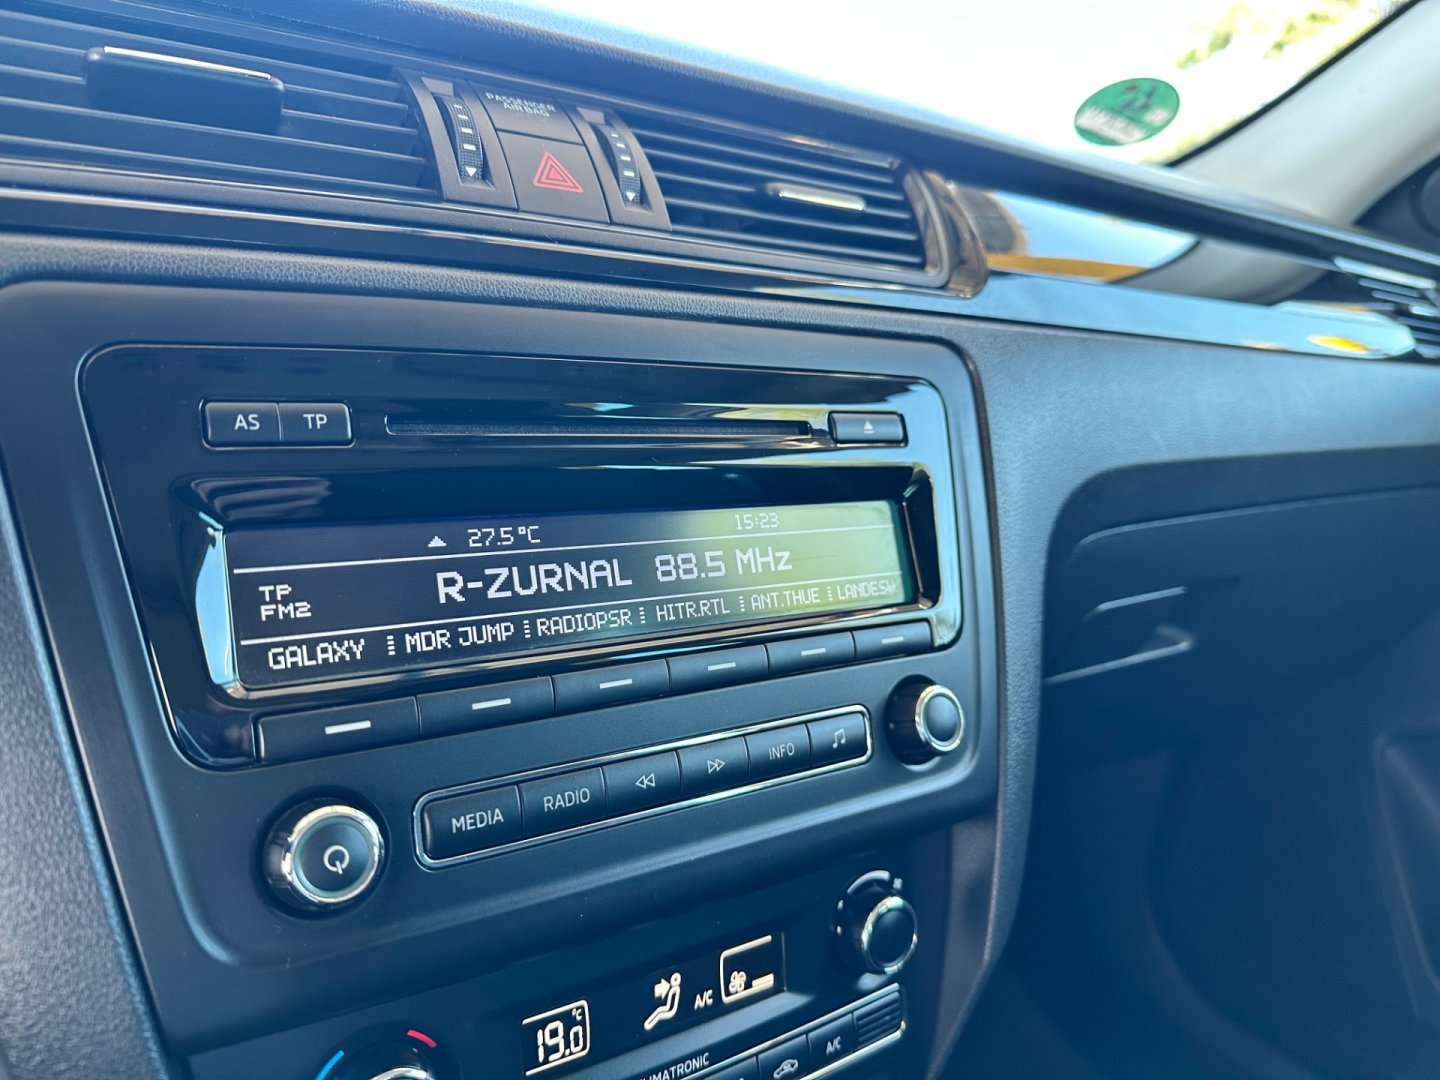 PASSENGER
AIR BAG
AS TP
27.5°C 15:23
TP
FM2
R-ZURNAL 88.5 MHz
GALAXY MDR JUMP RADIOPSR HITR.RTL ANT.THUE LANDESW
MEDIA RADIO INFO
19.0 °C A/C
A/C